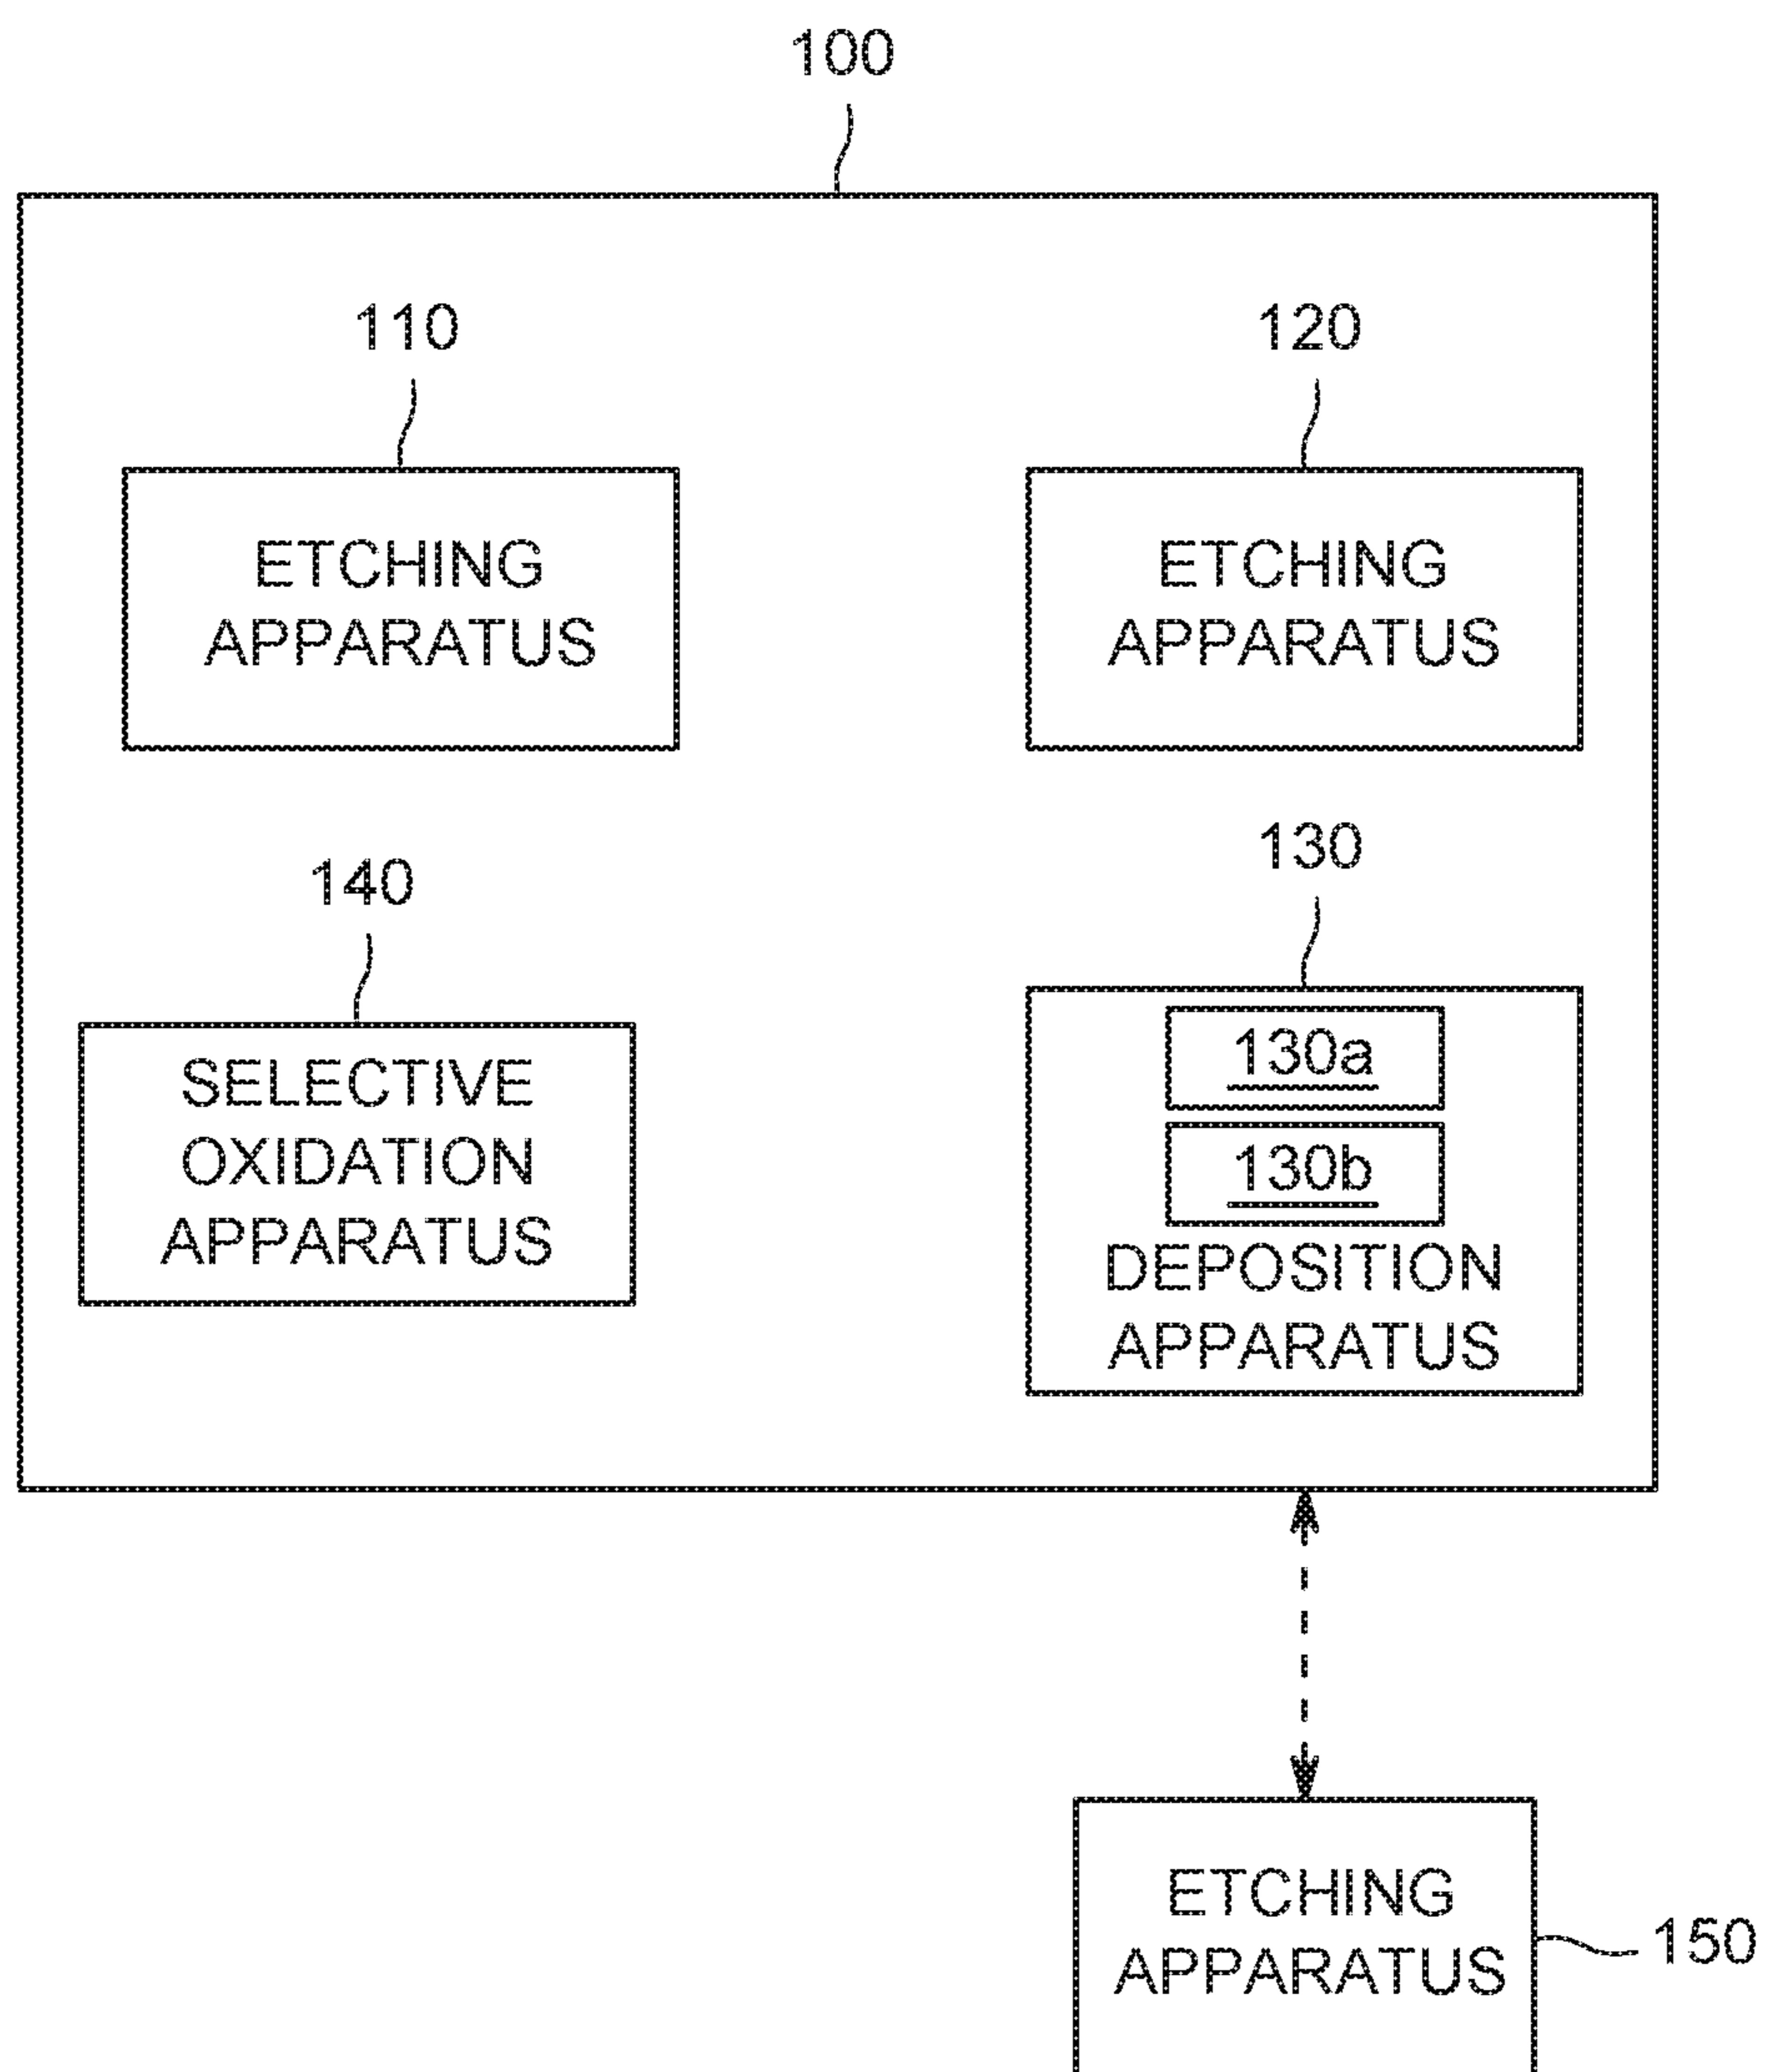 100
110
120
ETCHING
APPARATUS
ETCHING
APPARATUS
140
130
SELECTIVE
OXIDATION
APPARATUS
130a
130b
DEPOSITION
APPARATUS
ETCHING
APPARATUS
150